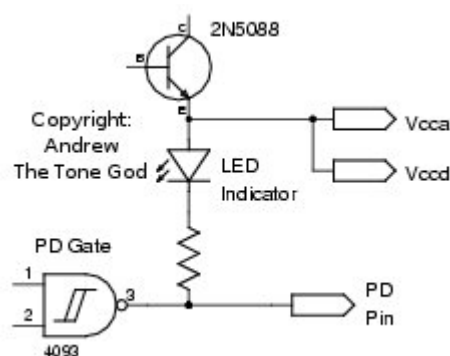 C
2N5088
B
E
Copyright:
Andrew
The Tone God
Vcca
LED
Indicator
Vccd
PD Gate
1
2
3
4093
PD
Pin